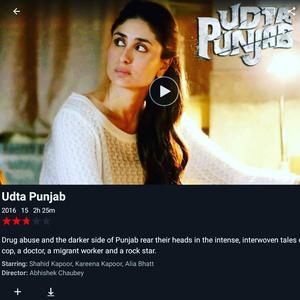 UDTA
PUNJAB
Udta Punjab
2016 15 2h 25m
Drug abuse and the darker side of Punjab rear their heads in the intense, interwoven tales
cop, a doctor, a migrant worker and a rock star.
Starring: Shahid Kapoor, Kareena Kapoor, Alia Bhatt
Director: Abhishek Chaubey